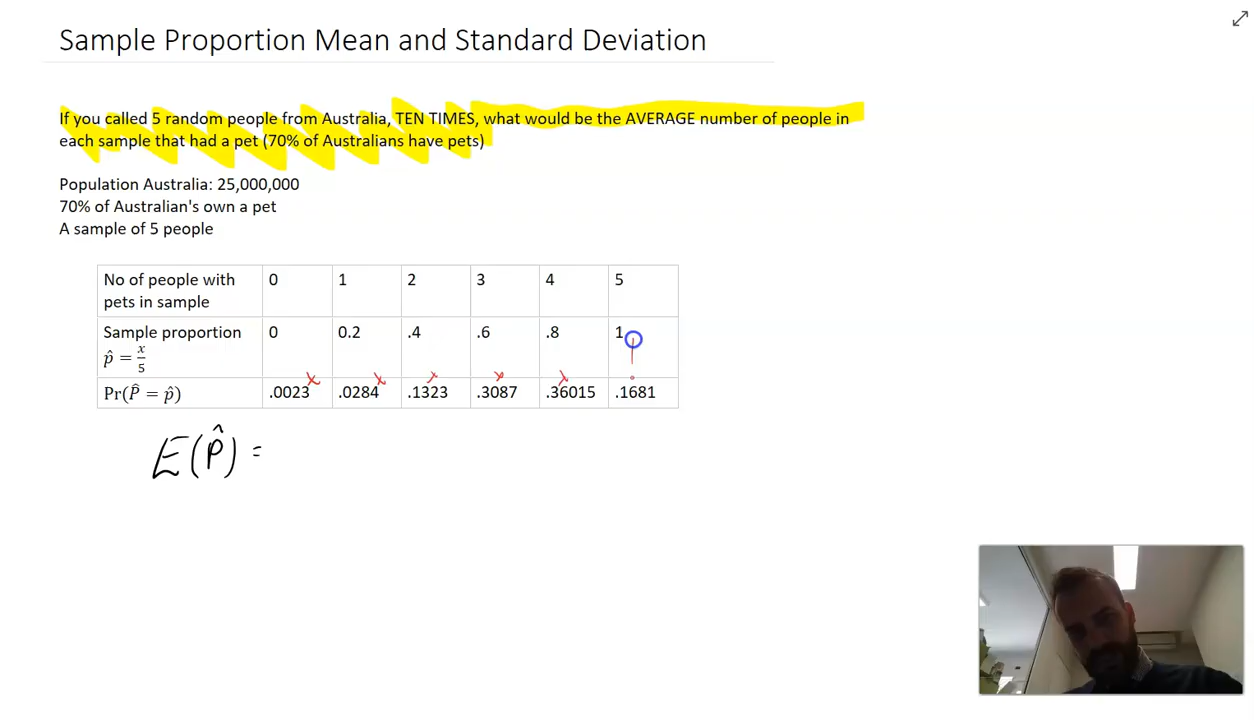 Sample Proportion Mean and Standard Deviation
If you called 5 random people from Australia, TEN TIMES, what would be the AVERAGE number of people in
each sample that had a pet (70% of Australians have pets)
Population Australia: 25,000,000
70% of Australian's own a pet
A sample of 5 people
No of people with pets in sample 0 1 2 3 4 5
Sample proportion p̂ = x/5 0 0.2 .4 .6 .8 1
Pr(P̂ = p̂) .0023 .0284 .1323 .3087 .36015 .1681
E(P̂) =